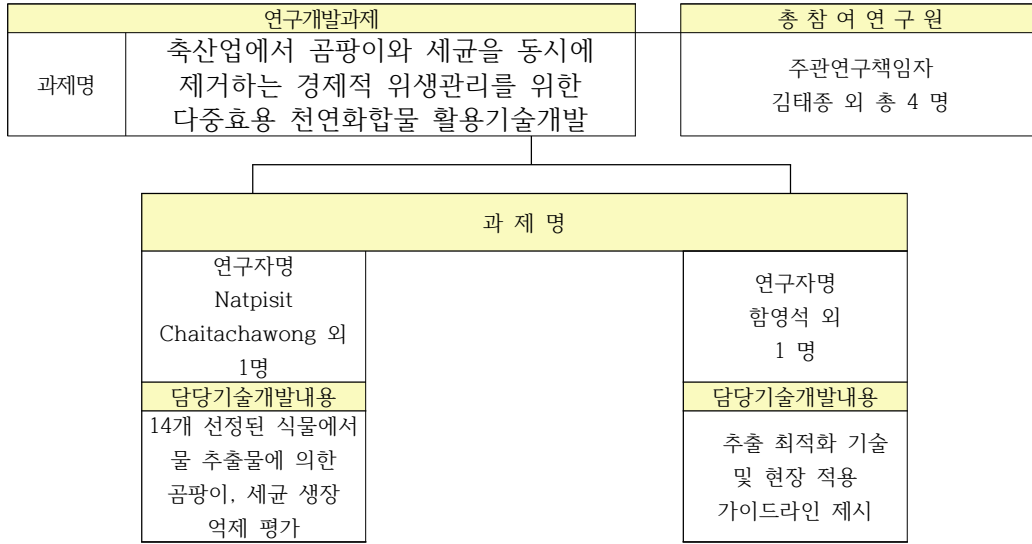 연구개발과제
총 참 여 연 구 원
과제명
축산업에서 곰팡이와 세균을 동시에
제거하는 경제적 위생관리를 위한
다중효용 천연화합물 활용기술개발
주관연구책임자
김태종 외 총 4 명
과 제 명
연구자명
Natpisit
Chaitachawong 외
1명
연구자명
함영석 외
1 명
담당기술개발내용
담당기술개발내용
14개 선정된 식물에서
물 추출물에 의한
곰팡이, 세균 생장
억제 평가
추출 최적화 기술
및 현장 적용
가이드라인 제시